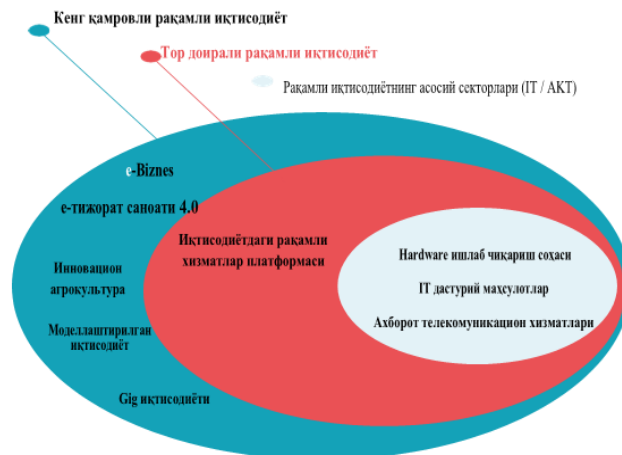 Кенг қамровли рақамли иқтисодиёт
Тор доирали рақамли иқтисодиёт
Рақамли иқтисодиётнинг асосий секторлари (IT / АКТ)
e-Biznes
е-тижорат саноати 4.0
Иқтисодиётдаги рақамли
хизматлар платформаси
Hardware ишлаб чиқариш соҳаси
IT дастурий маҳсулотлар
Ахборот телекомуникацион хизматлари
Инновацион
агрокультура
Моделлаштирилган
иқтисодиёт
Gig иқтисодиёти